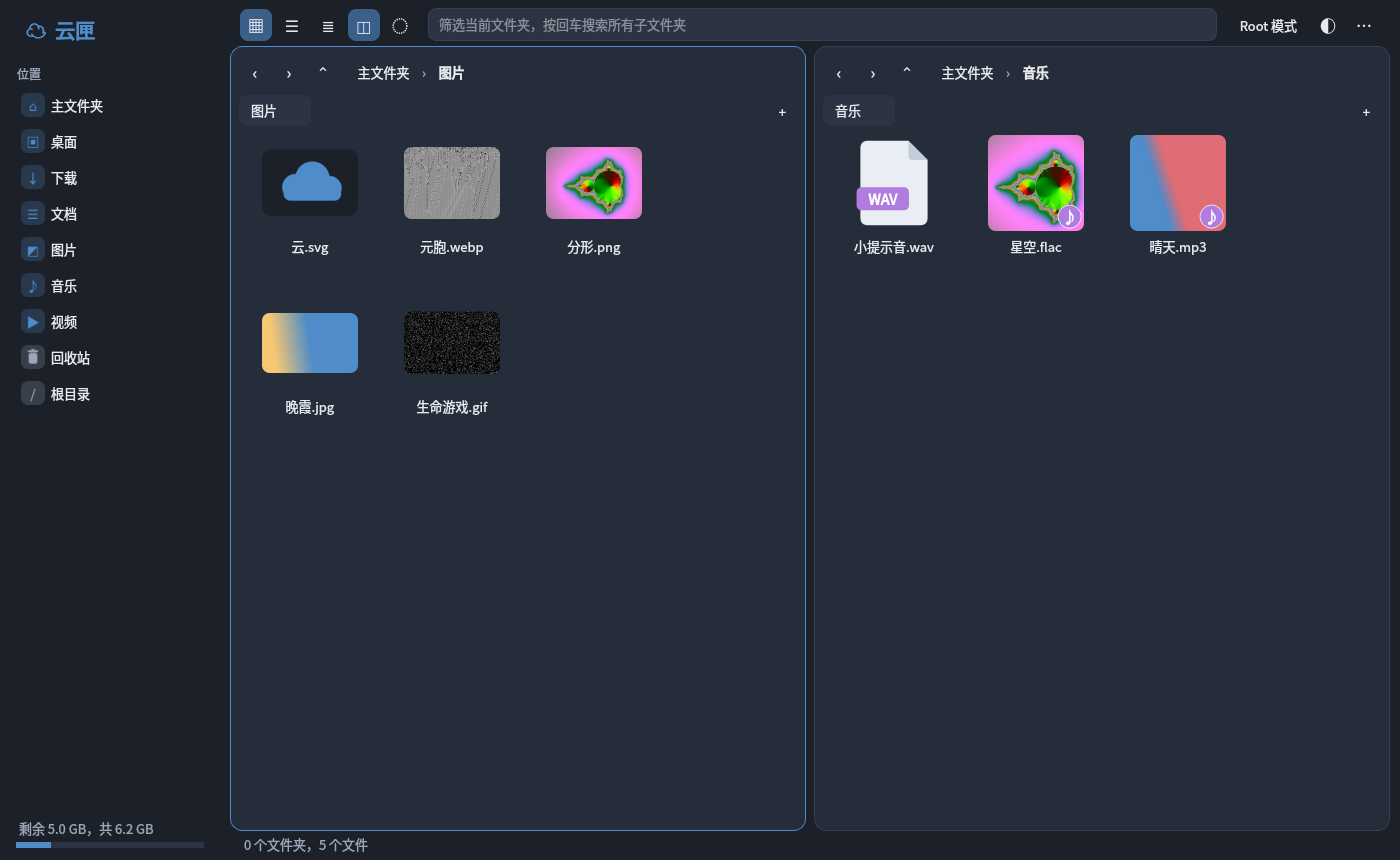 云匣
位置
主文件夹
桌面
下载
文档
图片
音乐
视频
回收站
/ 根目录
剩余 5.0 GB，共 6.2 GB
筛选当前文件夹，按回车搜索所有子文件夹
Root 模式
主文件夹 › 图片
图片
云.svg
元胞.webp
分形.png
晚霞.jpg
生命游戏.gif
0 个文件夹，5 个文件
主文件夹 › 音乐
音乐
WAV
小提示音.wav
星空.flac
晴天.mp3